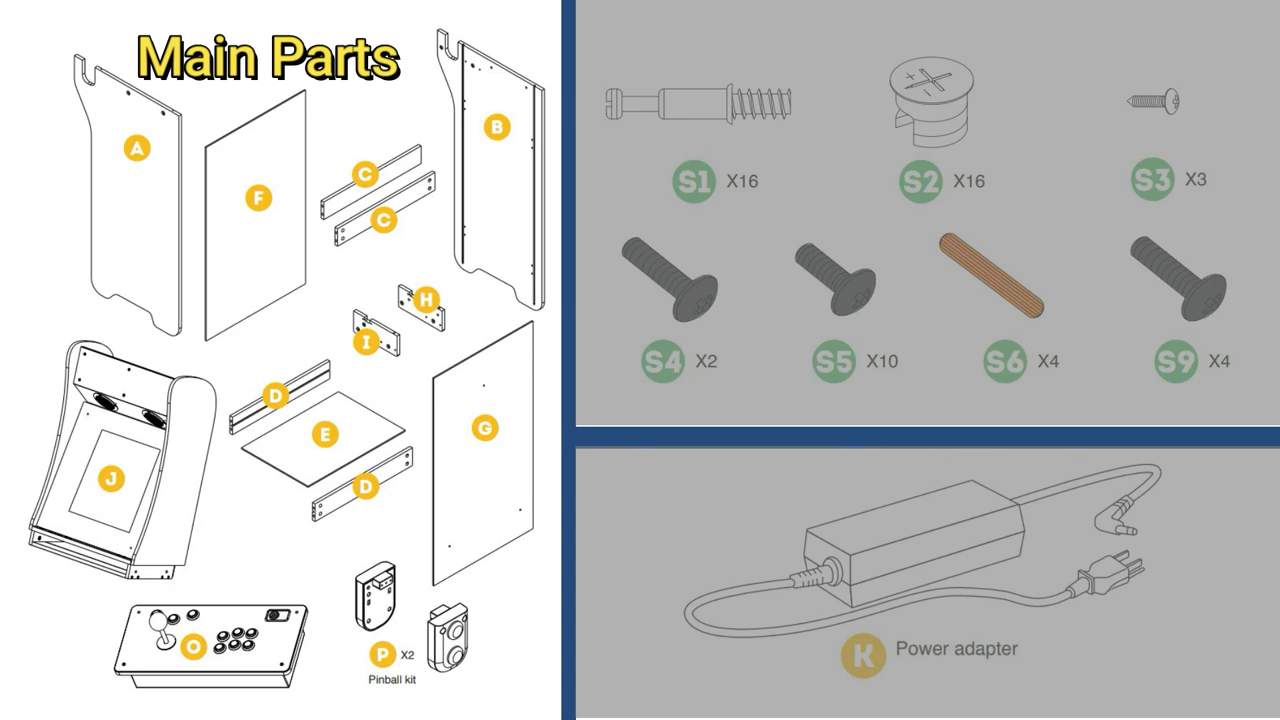 Main Parts
A
B
F
C
C
H
I
D
E
G
J
D
O
P X2
Pinball kit
S1 X16
S2 X16
S3 X3
S4 X2
S5 X10
S6 X4
S9 X4
K Power adapter